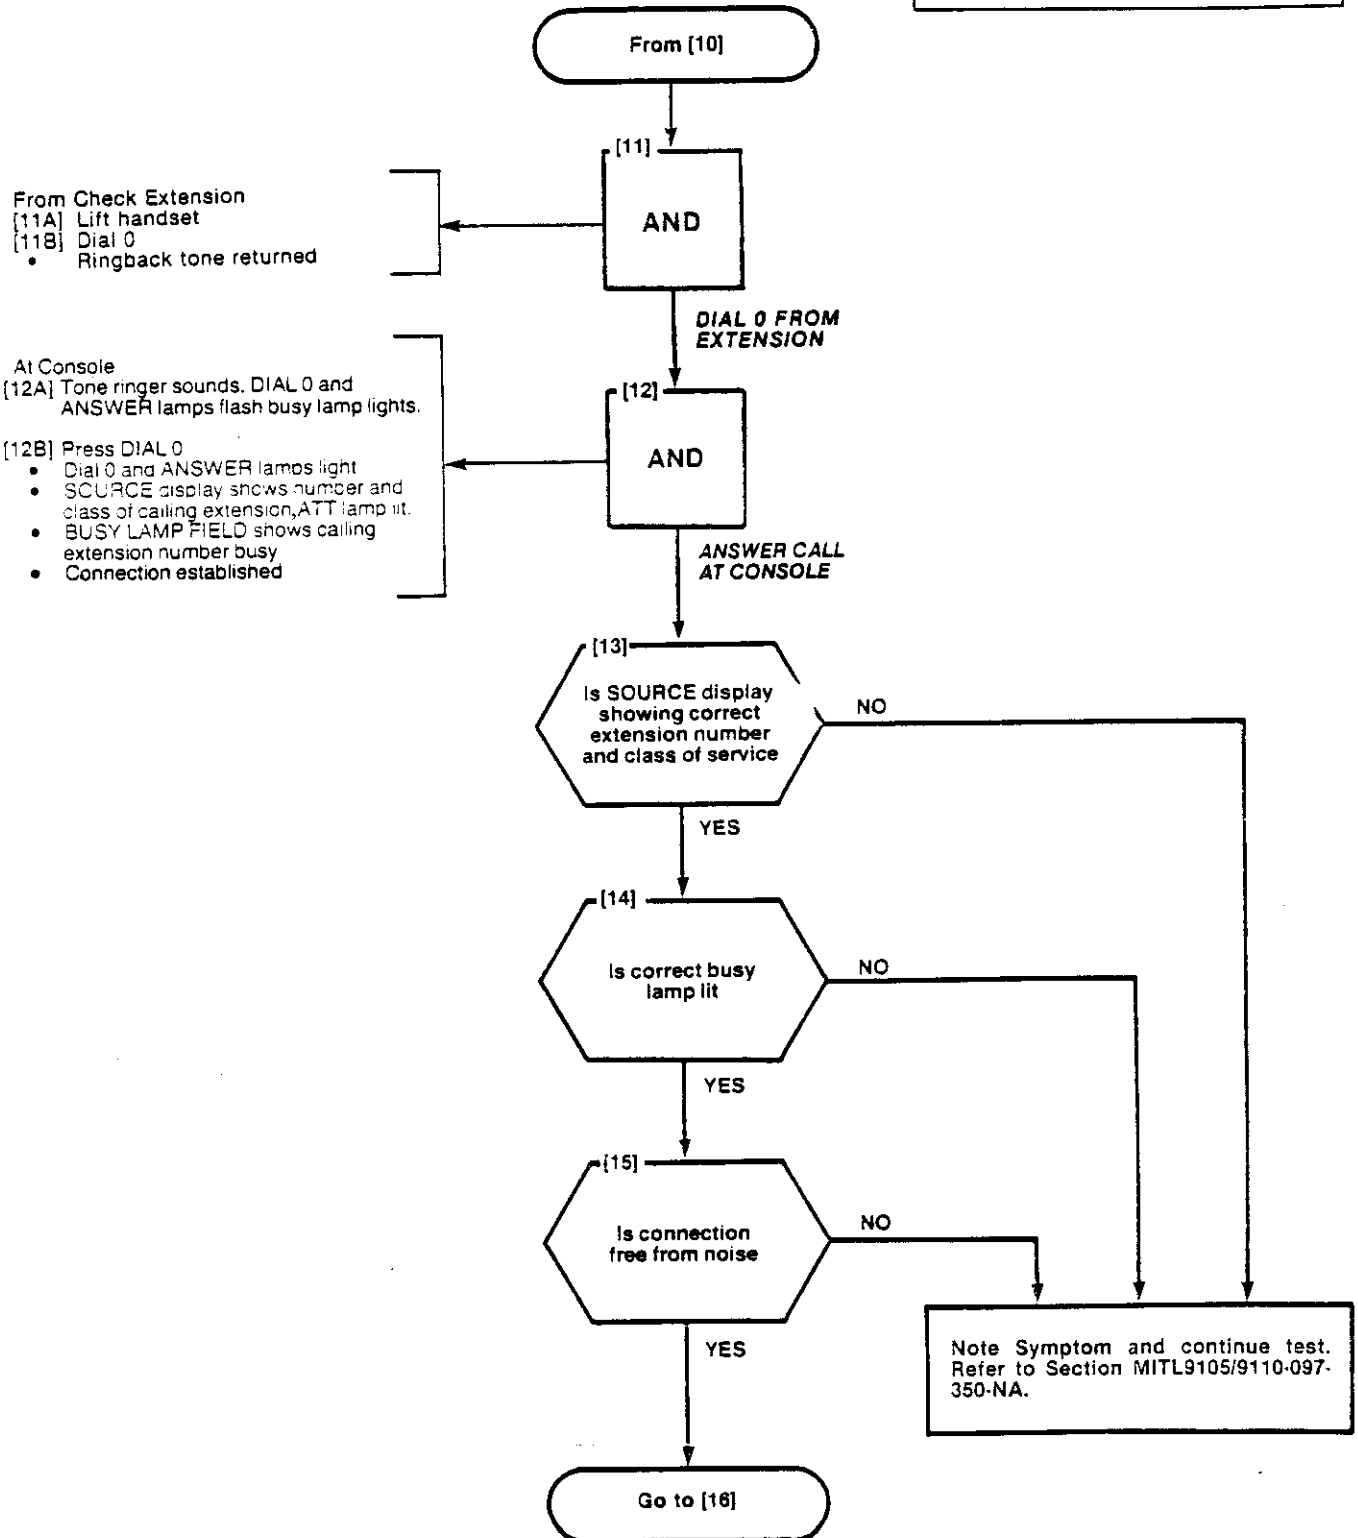 From [10]
[11]
AND
From Check Extension
[11A] Lift handset
[11B] Dial 0
• Ringback tone returned
DIAL 0 FROM
EXTENSION
At Console
[12A] Tone ringer sounds. DIAL 0 and
ANSWER lamps flash busy lamp lights.
[12B] Press DIAL 0
• Dial 0 and ANSWER lamps light
• SOURCE display shows number and
class of calling extension,ATT lamp lit.
• BUSY LAMP FIELD shows calling
extension number busy
• Connection established
[12]
AND
ANSWER CALL
AT CONSOLE
[13]
Is SOURCE display
showing correct
extension number
and class of service
NO
YES
[14]
Is correct busy
lamp lit
NO
YES
[15]
Is connection
free from noise
NO
YES
Note Symptom and continue test.
Refer to Section MITL9105/9110-097-
350-NA.
Go to [16]